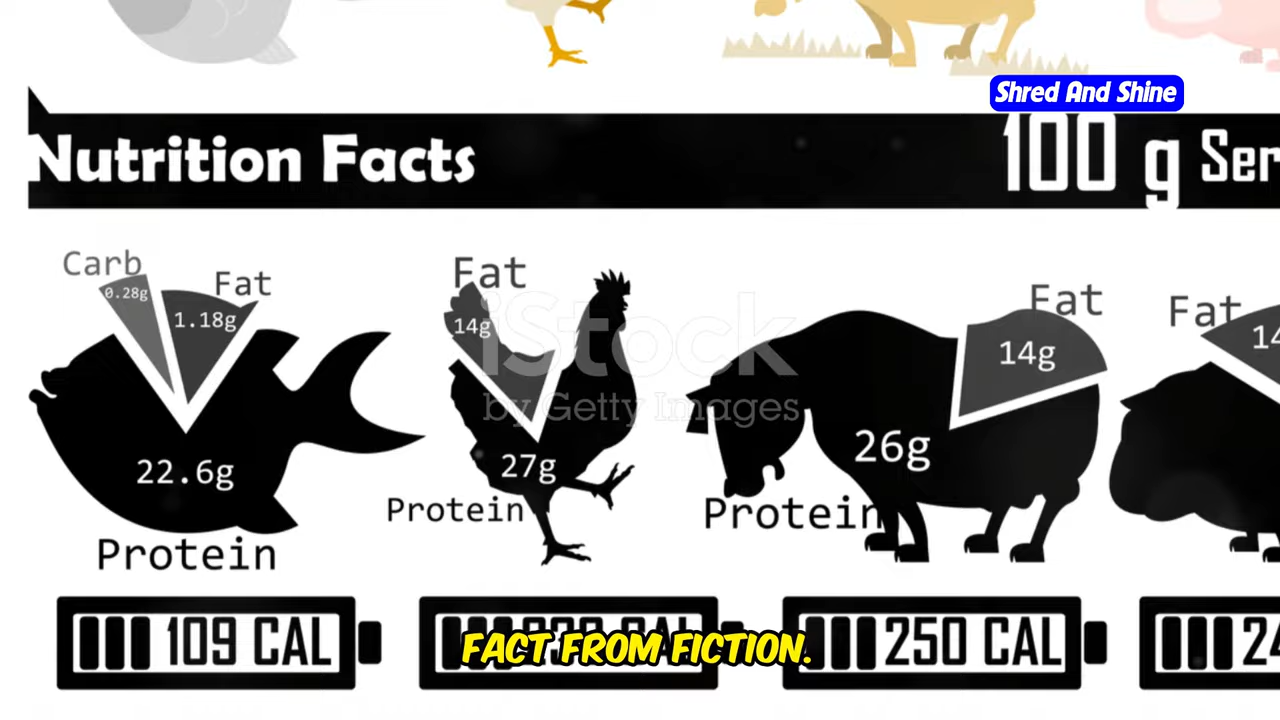 Shred And Shine
Nutrition Facts
100 g
Carb
0.28g
Fat
1.18g
22.6g
Protein
Fat
14g
27g
Protein
Fat
14g
26g
Protein
Fat
iStock
by Getty Images
109 CAL
250 CAL
FACT FROM FICTION.